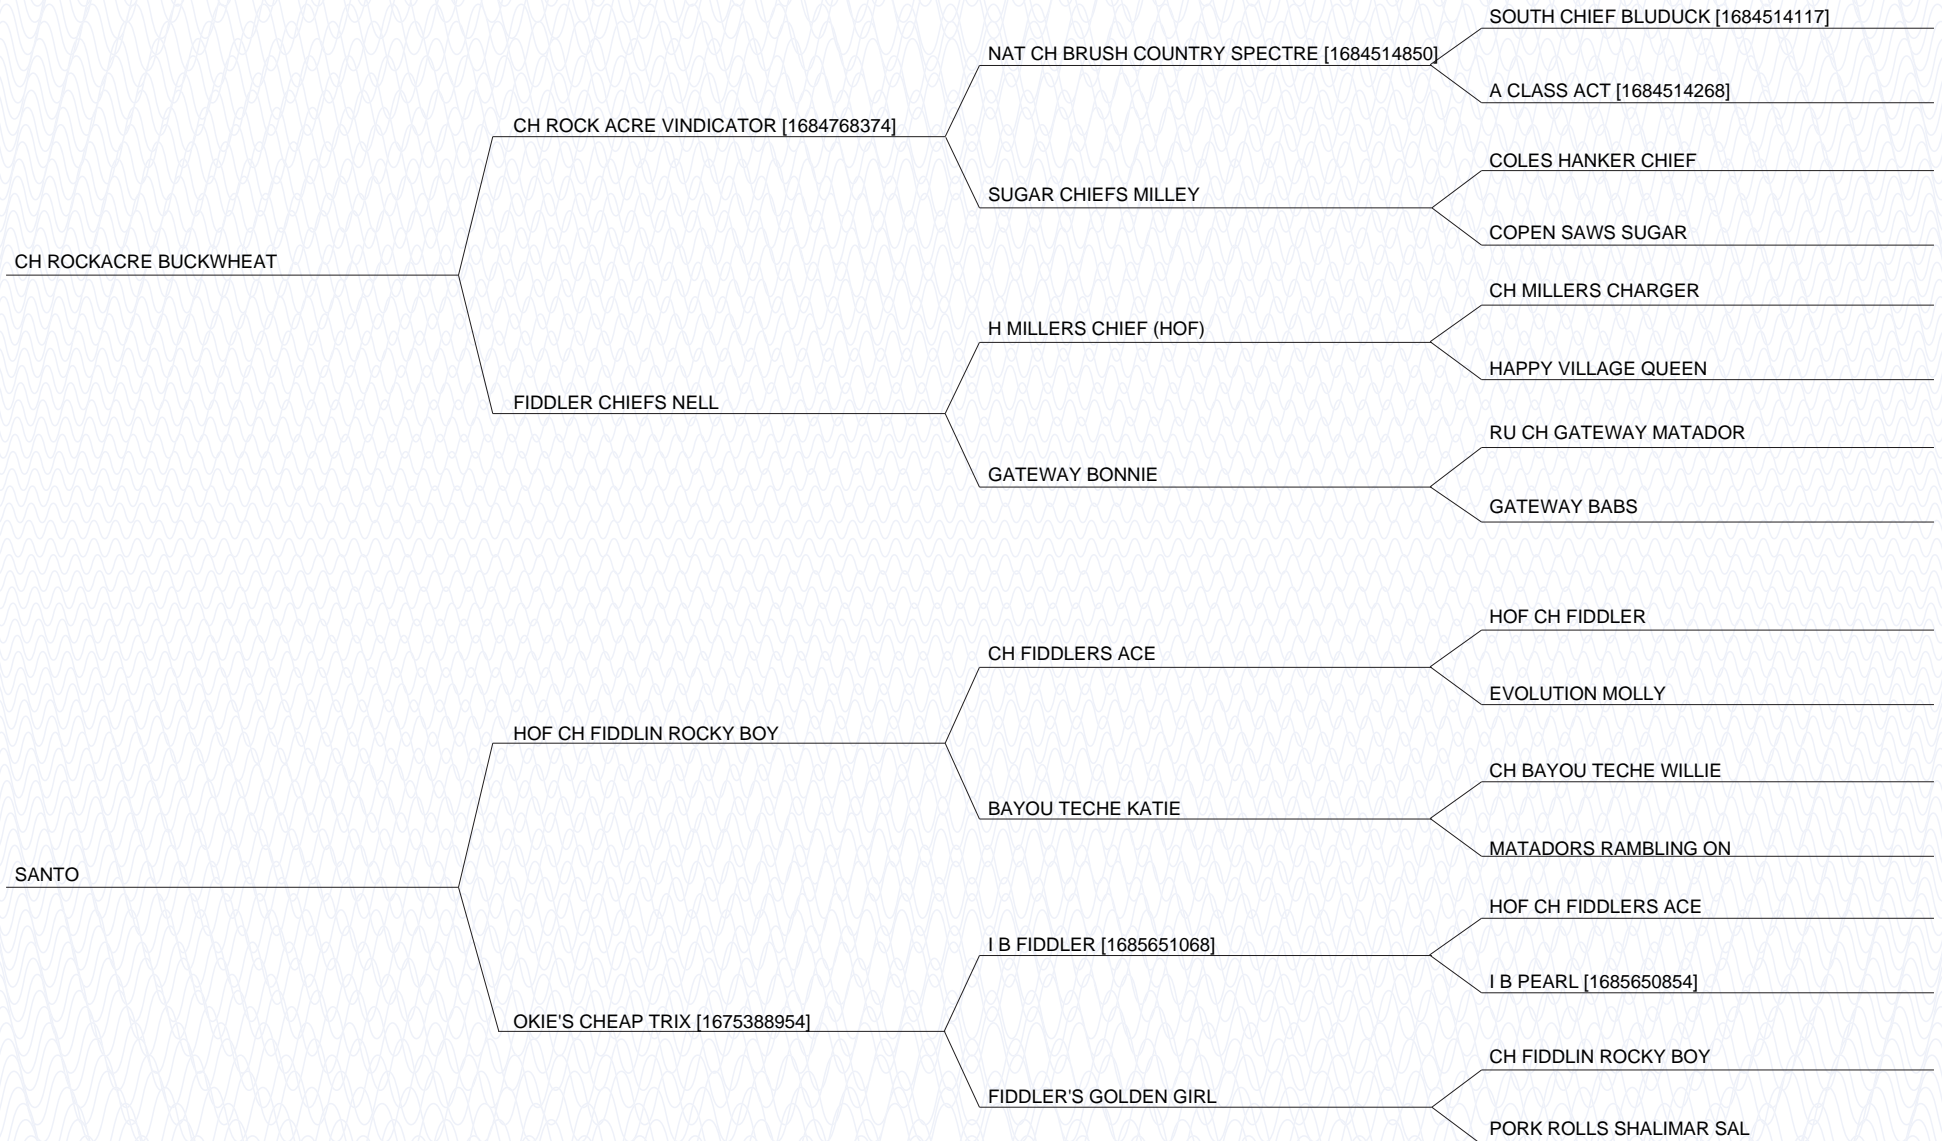 SOUTH CHIEF BLUDUCK [1684514117]
NAT CH BRUSH COUNTRY SPECTRE [1684514850]
A CLASS ACT [1684514268]
CH ROCK ACRE VINDICATOR [1684768374]
COLES HANKER CHIEF
SUGAR CHIEFS MILLEY
COPEN SAWS SUGAR
CH ROCKACRE BUCKWHEAT
CH MILLERS CHARGER
H MILLERS CHIEF (HOF)
HAPPY VILLAGE QUEEN
FIDDLER CHIEFS NELL
RU CH GATEWAY MATADOR
GATEWAY BONNIE
GATEWAY BABS
HOF CH FIDDLER
CH FIDDLERS ACE
EVOLUTION MOLLY
HOF CH FIDDLIN ROCKY BOY
CH BAYOU TECHE WILLIE
BAYOU TECHE KATIE
MATADORS RAMBLING ON
SANTO
HOF CH FIDDLERS ACE
I B FIDDLER [1685651068]
I B PEARL [1685650854]
OKIE'S CHEAP TRIX [1675388954]
CH FIDDLIN ROCKY BOY
FIDDLER'S GOLDEN GIRL
PORK ROLLS SHALIMAR SAL